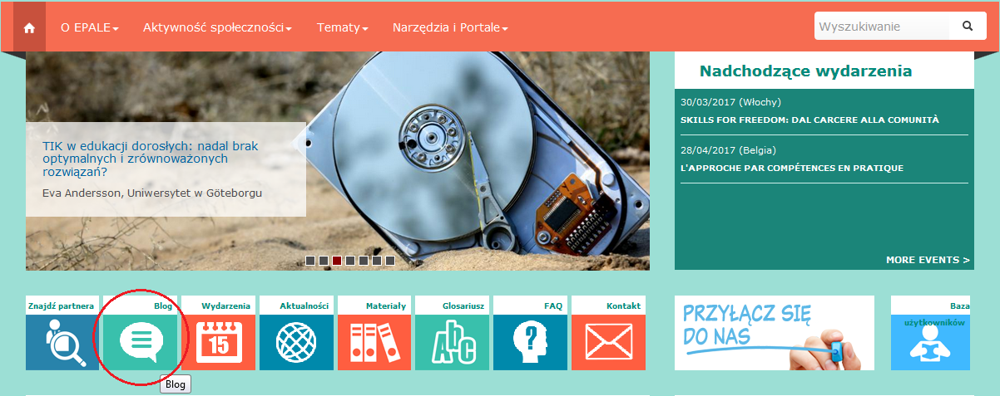 O EPALE
Aktywność społeczności
Tematy
Narzędzia i Portale
Wyszukiwanie
TIK w edukacji dorosłych: nadal brak
optymalnych i zrównoważonych
rozwiązań?
Eva Andersson, Uniwersytet w Göteborgu
Nadchodzące wydarzenia
30/03/2017 (Włochy)
SKILLS FOR FREEDOM: DAL CARCERE ALLA COMUNITÀ
28/04/2017 (Belgia)
L'APPROCHE PAR COMPÉTENCES EN PRATIQUE
MORE EVENTS >
Znajdź partnera
Blog
Wydarzenia
15
Aktualności
Materiały
Glosariusz
AbC
FAQ
?
Kontakt
PRZYŁĄCZ SIĘ
DO NAS
Baza
użytkowników
Blog